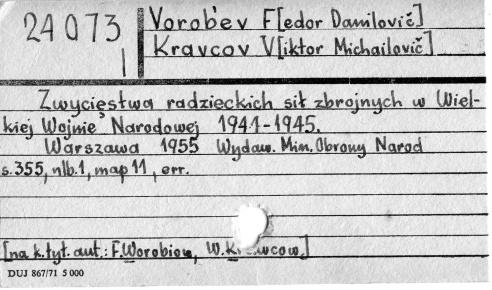 24073
I
Vorob'ev F[edor Danilovič]
Kravcov V[iktor Michailovič]
Zwycięstwa radzieckich sił zbrojnych w Wiel-
kiej Wojnie Narodowej 1941-1945.
Warszawa 1955 Wydaw. Min. Obrony Narod
s. 355, nlb. 1, map 11, err.
[na k. tyt. aut.: F. Worobiow, W. Krawcow.]
DUJ 867/71 5 000